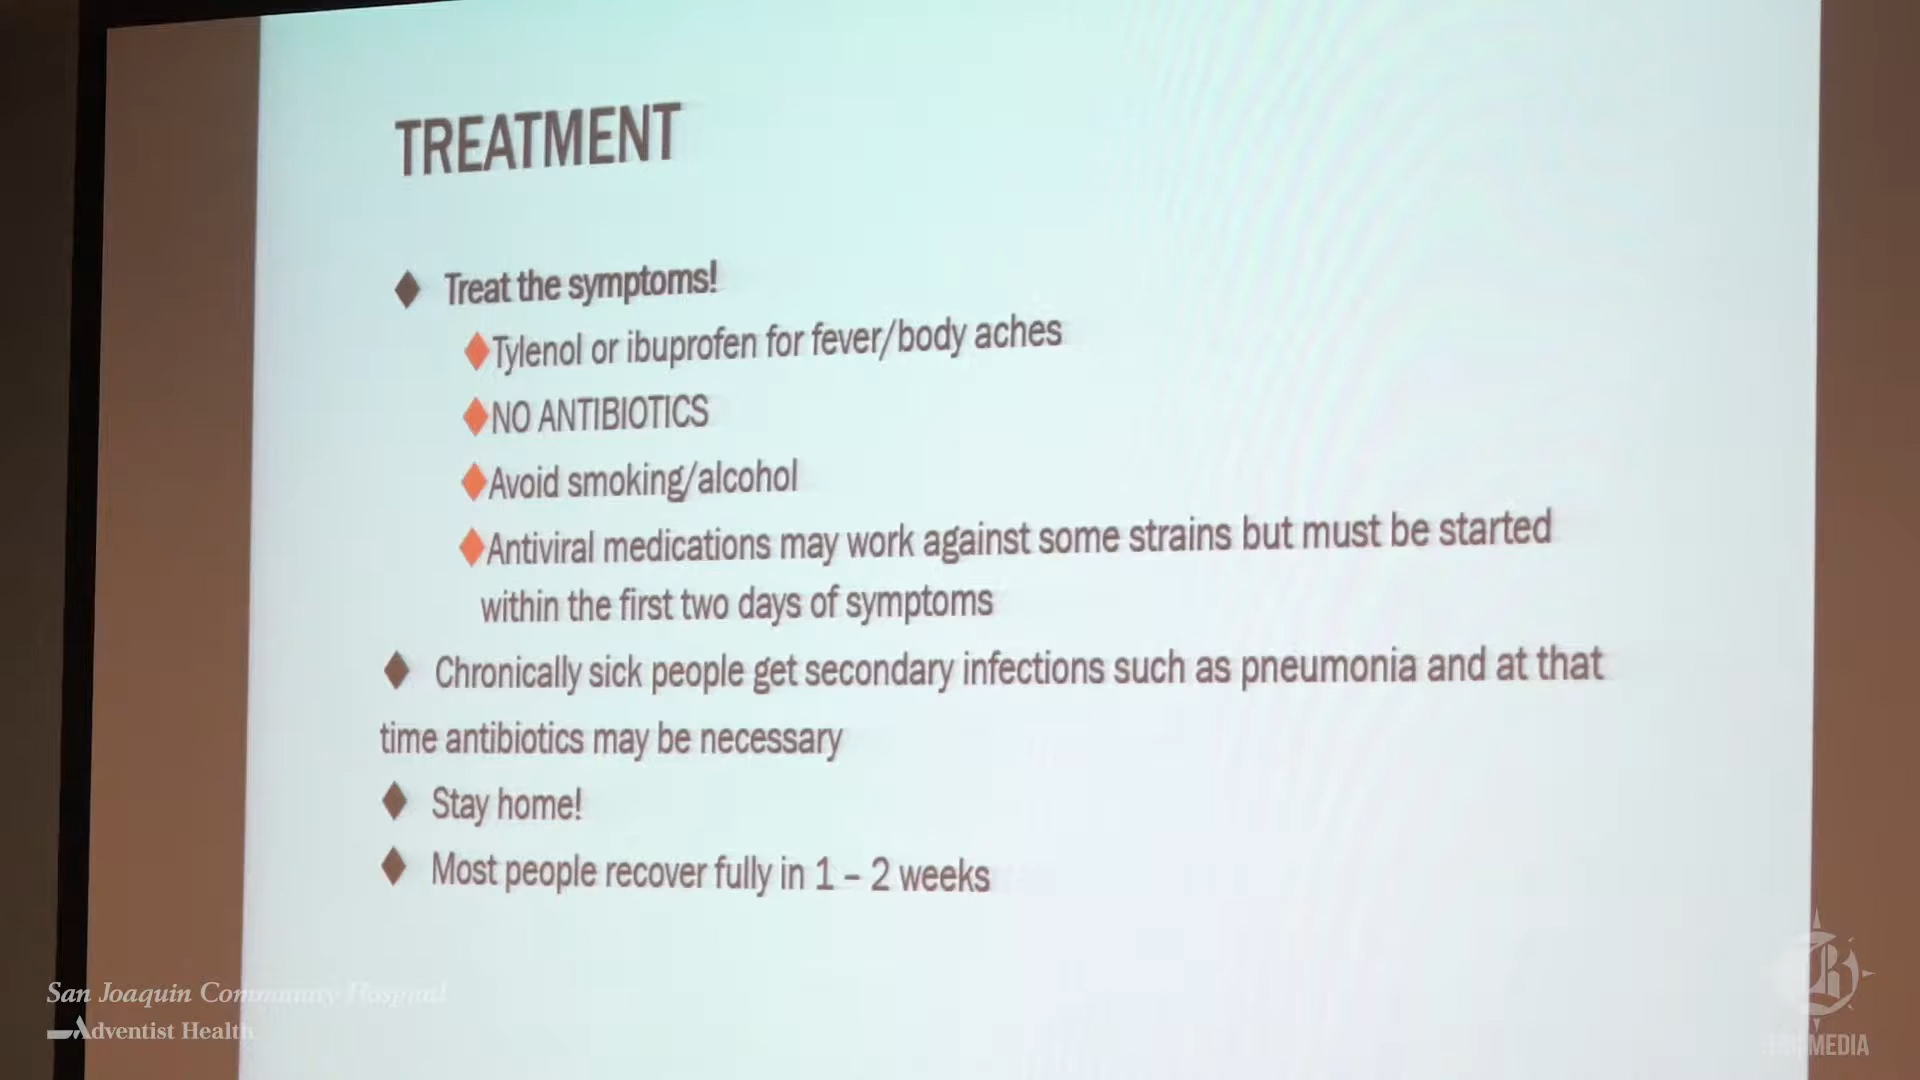 TREATMENT
Treat the symptoms!
Tylenol or ibuprofen for fever/body aches
NO ANTIBIOTICS
Avoid smoking/alcohol
Antiviral medications may work against some strains but must be started
within the first two days of symptoms
Chronically sick people get secondary infections such as pneumonia and at that
time antibiotics may be necessary
Stay home!
Most people recover fully in 1 – 2 weeks
San Joaquin Community Hospital
Adventist Health
MEDIA